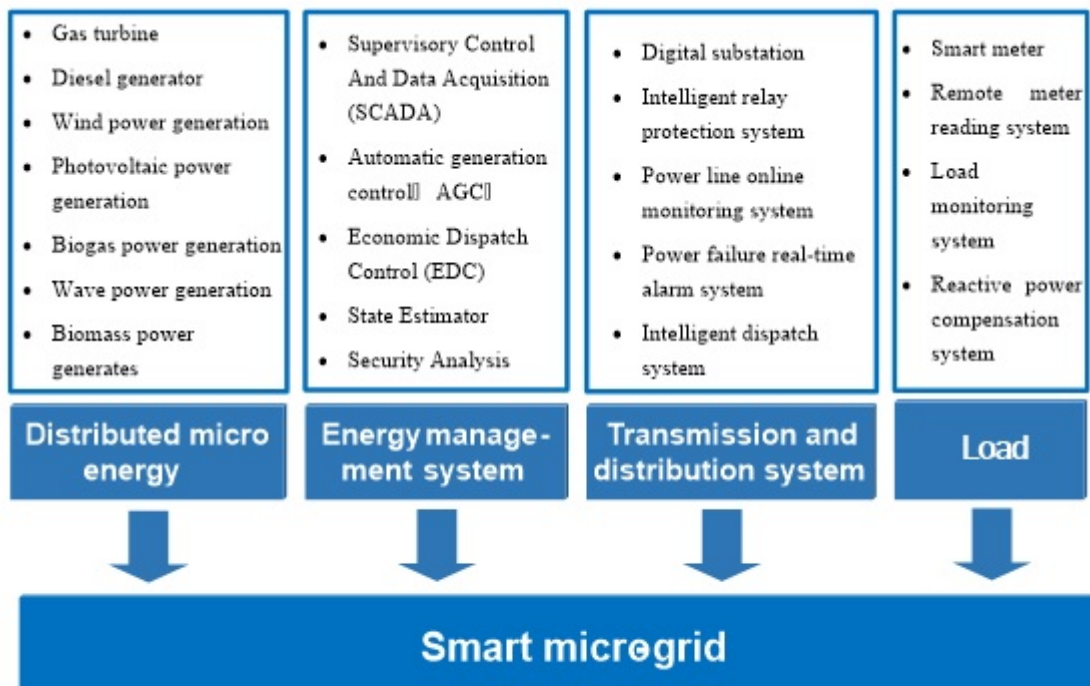 • Gas turbine
• Diesel generator
• Wind power generation
• Photovoltaic power
generation
• Biogas power generation
• Wave power generation
• Biomass power
generates
Distributed micro
energy
• Supervisory Control
And Data Acquisition
(SCADA)
• Automatic generation
control▯ AGC▯
• Economic Dispatch
Control (EDC)
• State Estimator
• Security Analysis
Energy manage-
ment system
• Digital substation
• Intelligent relay
protection system
• Power line online
monitoring system
• Power failure real-time
alarm system
• Intelligent dispatch
system
Transmission and
distribution system
• Smart meter
• Remote meter
reading system
• Load
monitoring
system
• Reactive power
compensation
system
Load
Smart microgrid